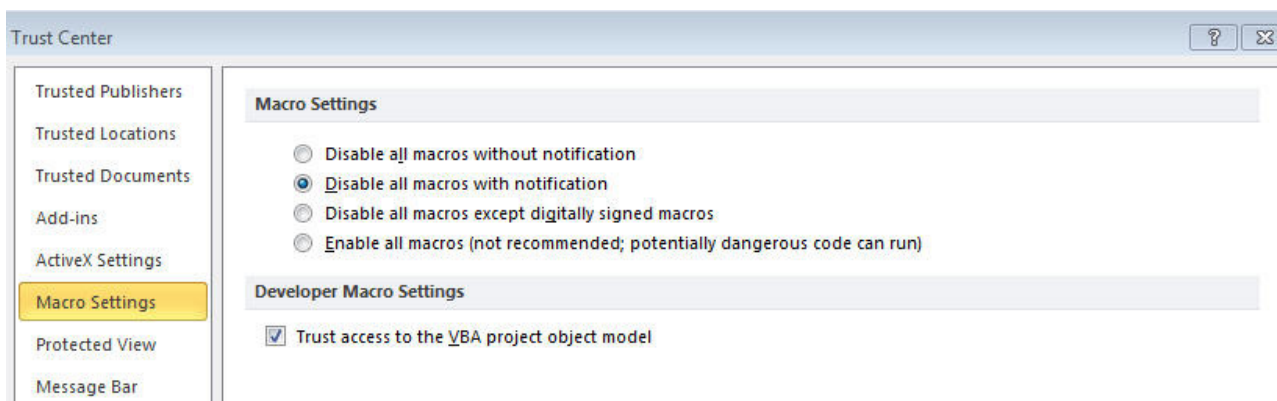 Trust Center
Trusted Publishers
Trusted Locations
Trusted Documents
Add-ins
ActiveX Settings
Macro Settings
Protected View
Message Bar
Macro Settings
Disable all macros without notification
Disable all macros with notification
Disable all macros except digitally signed macros
Enable all macros (not recommended; potentially dangerous code can run)
Developer Macro Settings
Trust access to the VBA project object model